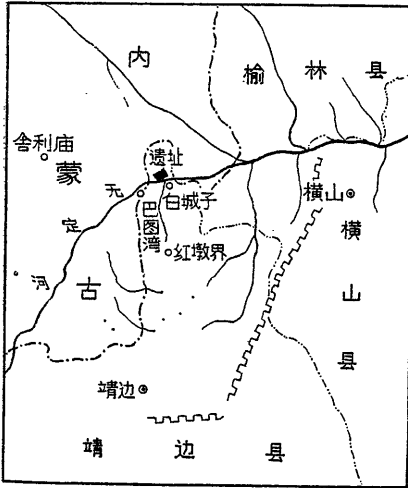 内蒙古
榆林县
舍利庙
遗址
无定河
巴图湾
白城子
横山
横山县
红墩界
靖边
靖边县